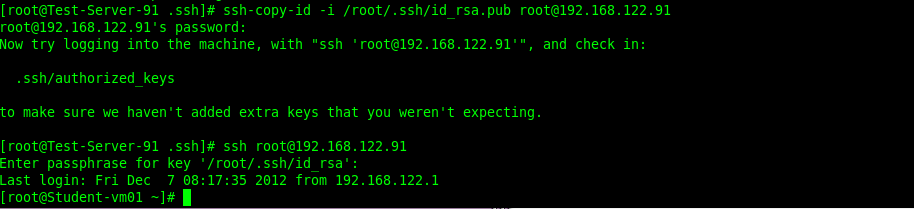 [root@Test-Server-91 .ssh]# ssh-copy-id -i /root/.ssh/id_rsa.pub root@192.168.122.91
root@192.168.122.91's password:
Now try logging into the machine, with "ssh 'root@192.168.122.91'", and check in:
.ssh/authorized_keys
to make sure we haven't added extra keys that you weren't expecting.
[root@Test-Server-91 .ssh]# ssh root@192.168.122.91
Enter passphrase for key '/root/.ssh/id_rsa':
Last login: Fri Dec  7 08:17:35 2012 from 192.168.122.1
[root@Student-vm01 ~]#